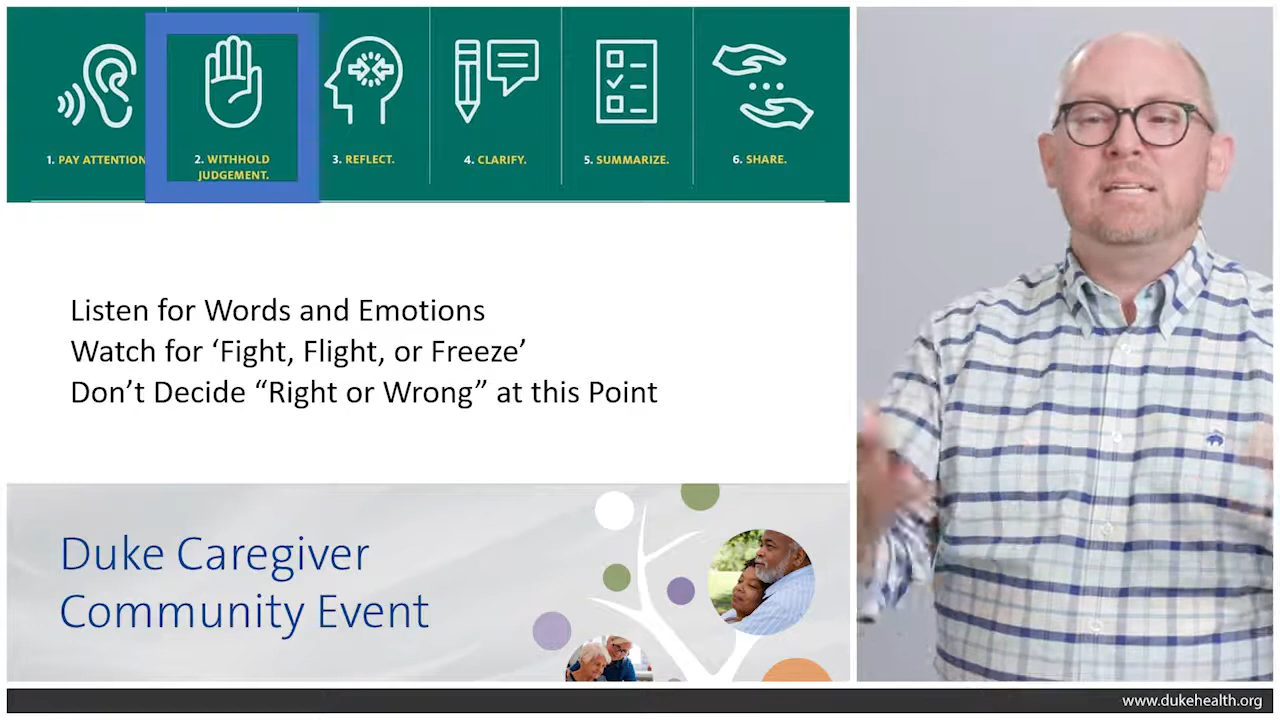 1. PAY ATTENTION
2. WITHHOLD
JUDGEMENT.
3. REFLECT.
4. CLARIFY.
5. SUMMARIZE.
6. SHARE.
Listen for Words and Emotions
Watch for ‘Fight, Flight, or Freeze’
Don’t Decide “Right or Wrong” at this Point
Duke Caregiver
Community Event
www.dukehealth.org